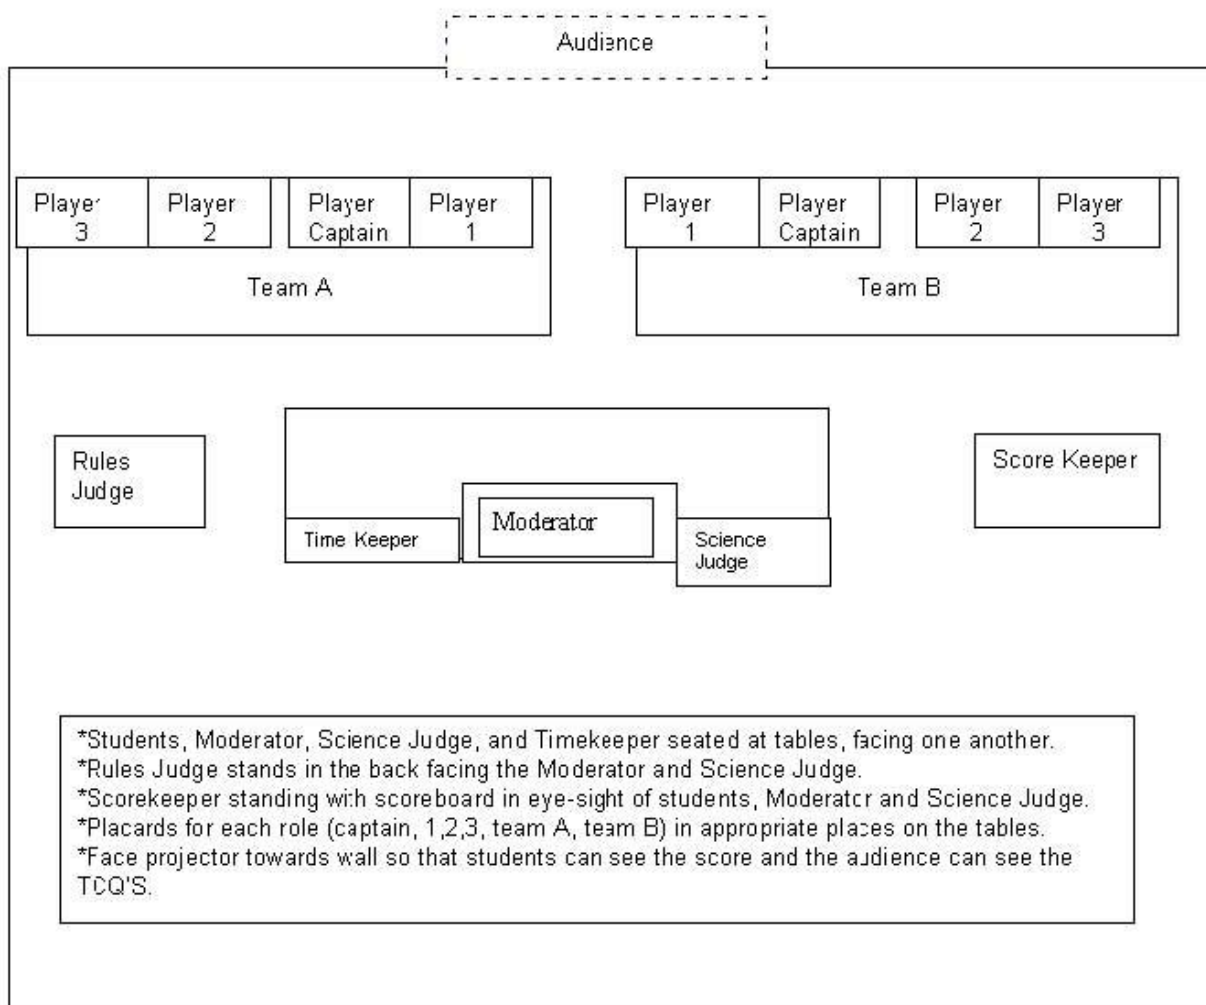 Audience
Player 3
Player 2
Player Captain
Player 1
Team A
Player 1
Player Captain
Player 2
Player 3
Team B
Rules
Judge
Time Keeper
Moderator
Science
Judge
Score Keeper
*Students, Moderator, Science Judge, and Timekeeper seated at tables, facing one another.
*Rules Judge stands in the back facing the Moderator and Science Judge.
*Scorekeeper standing with scoreboard in eye-sight of students, Moderator and Science Judge.
*Placards for each role (captain, 1,2,3, team A, team B) in appropriate places on the tables.
*Face projector towards wall so that students can see the score and the audience can see the
TCQ'S.